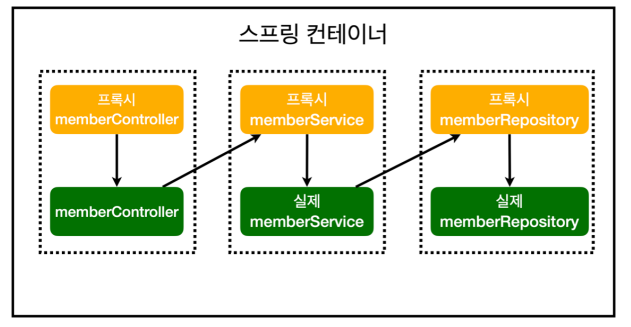 스프링 컨테이너
프록시
memberController
프록시
memberService
프록시
memberRepository
memberController
실제
memberService
실제
memberRepository